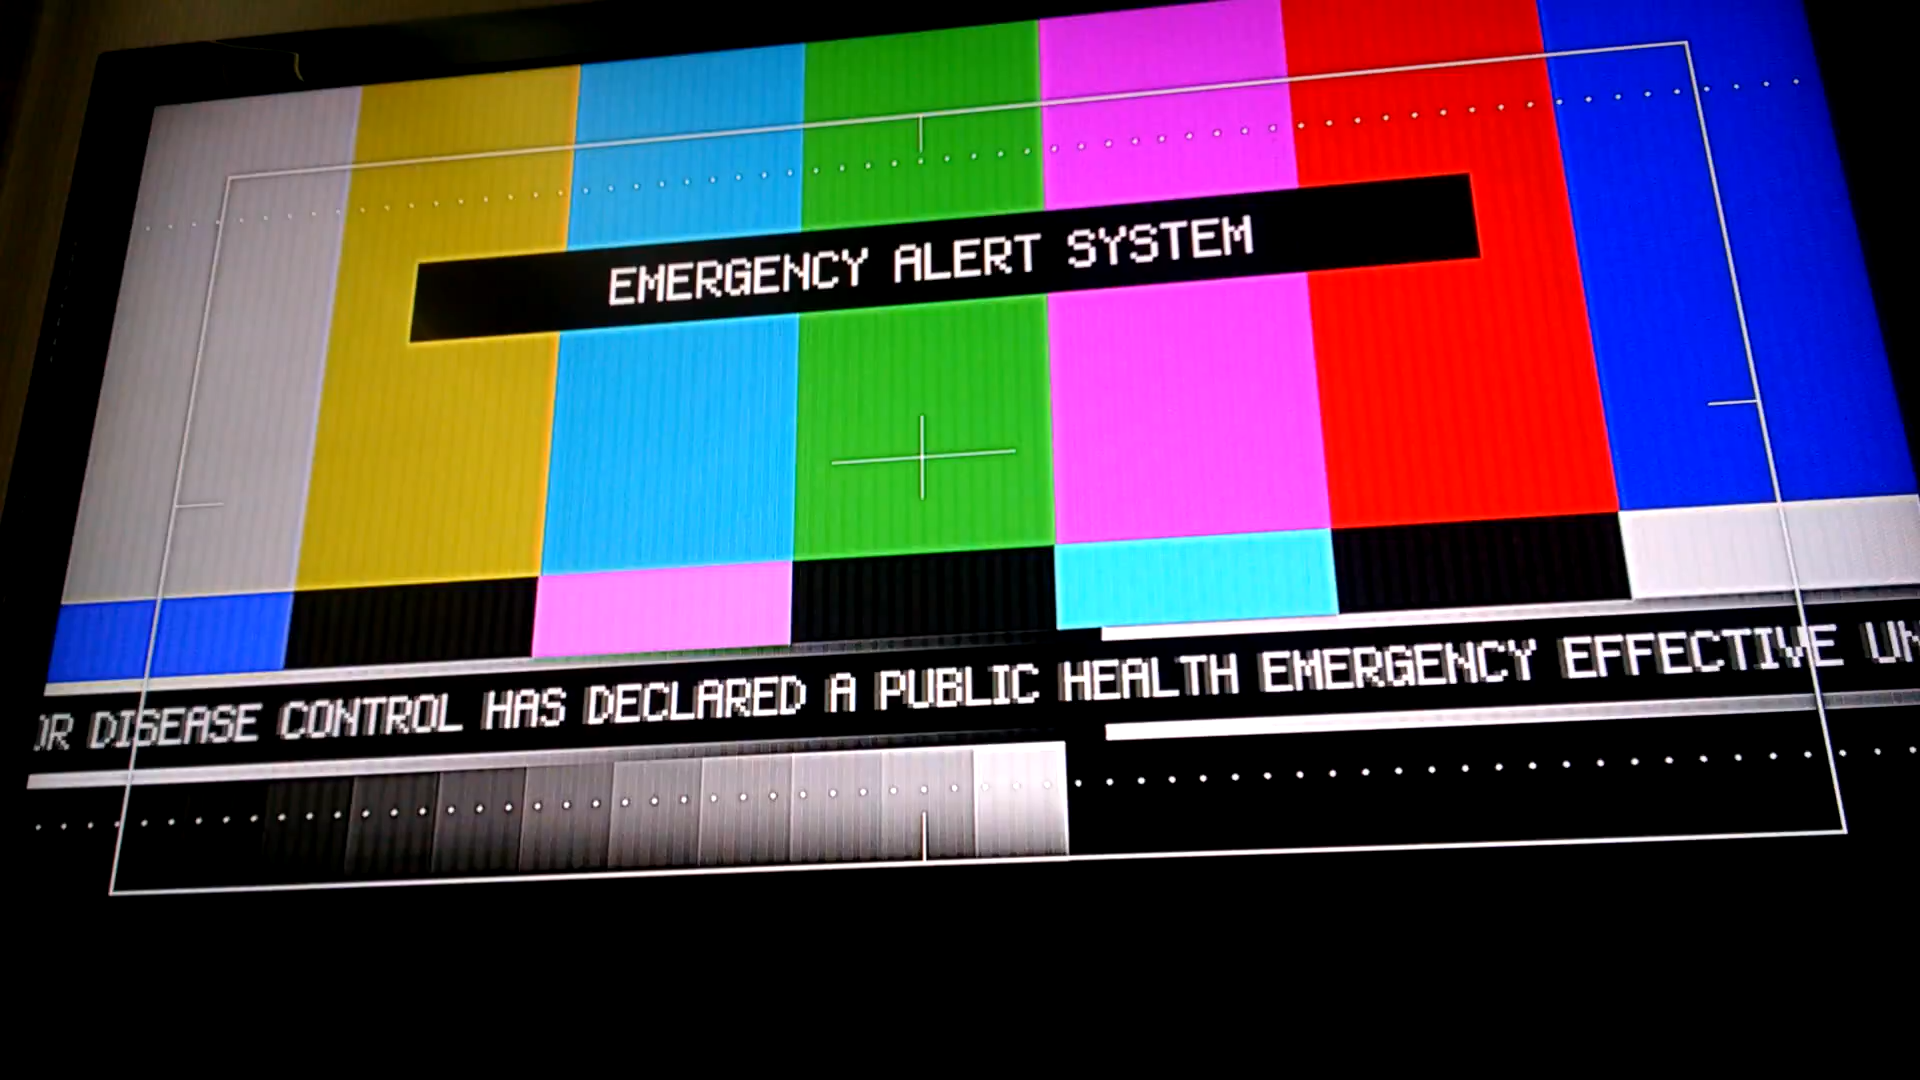 EMERGENCY ALERT SYSTEM
DISEASE CONTROL HAS DECLARED A PUBLIC HEALTH EMERGENCY EFFECTIVE